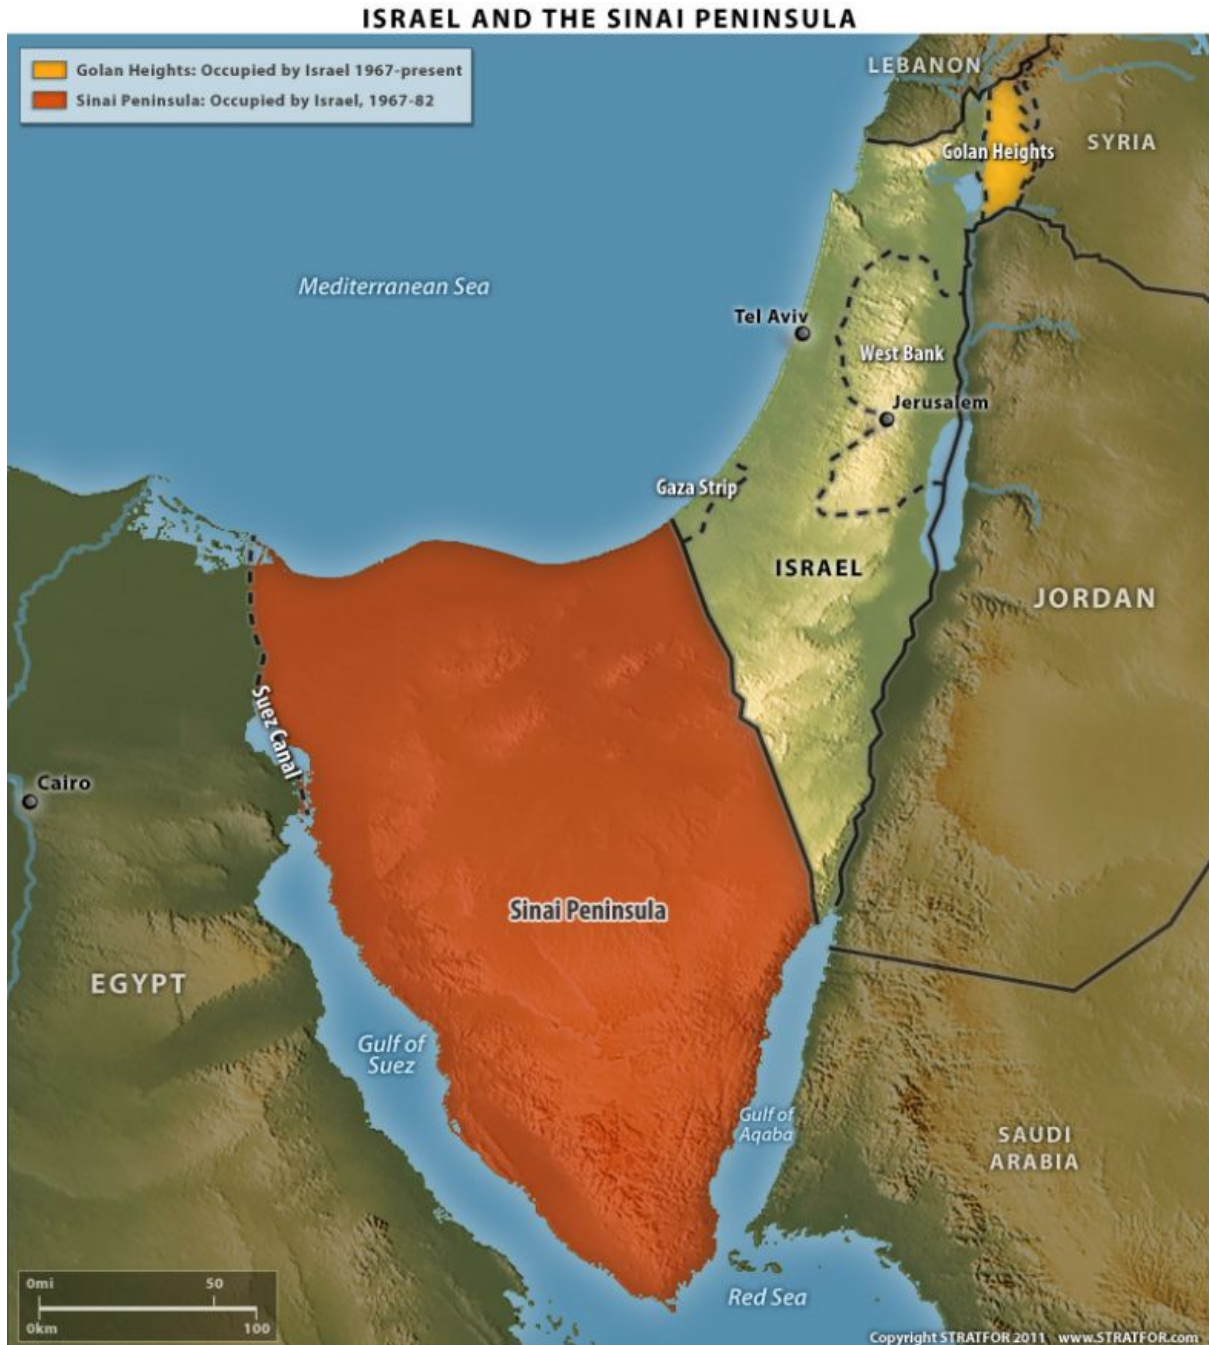 ISRAEL AND THE SINAI PENINSULA
Golan Heights: Occupied by Israel 1967-present
Sinai Peninsula: Occupied by Israel, 1967-82
LEBANON
SYRIA
Golan Heights
Mediterranean Sea
Tel Aviv
West Bank
Jerusalem
Gaza Strip
ISRAEL
JORDAN
Suez Canal
Cairo
Sinai Peninsula
EGYPT
Gulf of
Suez
Gulf of
Aqaba
SAUDI
ARABIA
Red Sea
0mi 50
0km 100
Copyright STRATFOR 2011 www.STRATFOR.com